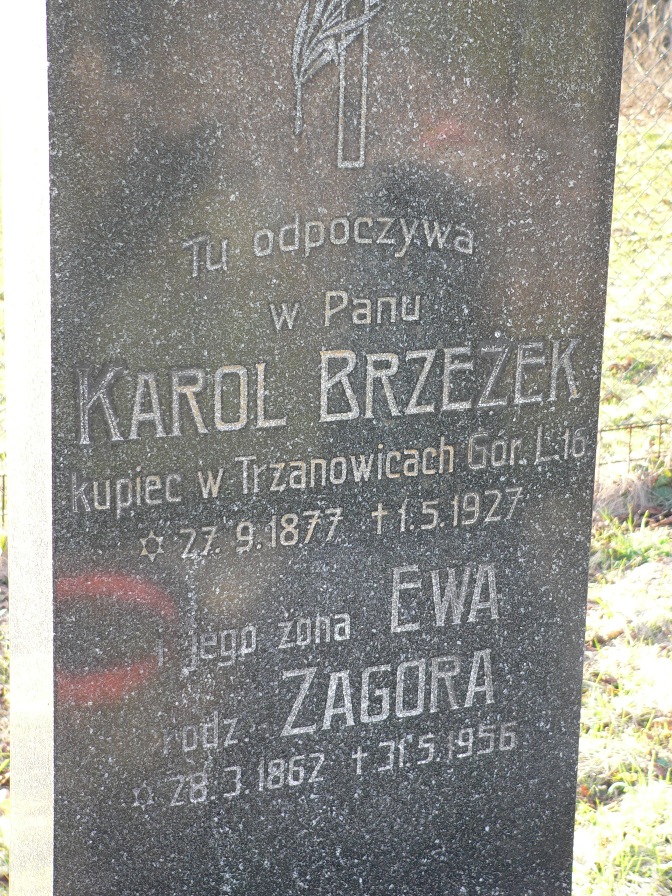 Tu odpoczywa
w Panu
KAROL BRZEZEK
kupiec w Trzanowicach Gór. L.16
✡ 27.9.1877 † 1.5.1927
i jego żona EWA
ZAGORA
rodz.
✡ 28.3.1862 † 31.5.1956